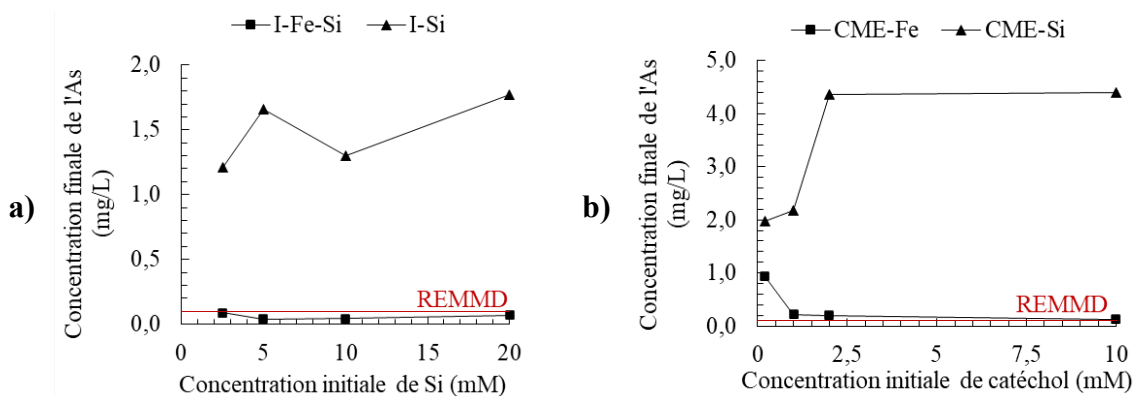 I-Fe-Si I-Si
a)
Concentration finale de l'As
(mg/L)
2,0
1,5
1,0
0,5
0,0
REMMD
0 5 10 15 20
Concentration initiale de Si (mM)
CME-Fe CME-Si
b)
Concentration finale de l'As
(mg/L)
5,0
4,0
3,0
2,0
1,0
0,0
REMMD
0 2,5 5 7,5 10
Concentration initiale de catéchol (mM)